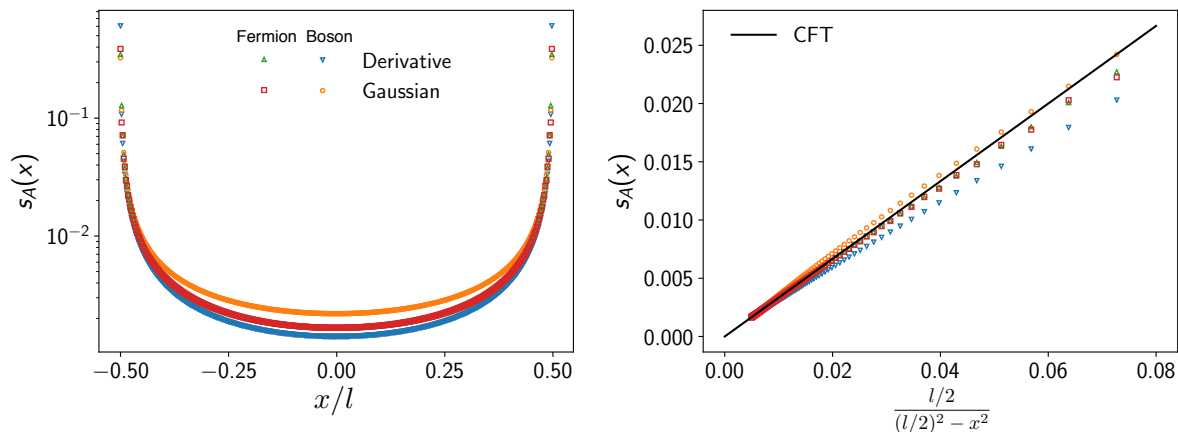 Fermion Boson
Derivative
Gaussian
10^{-1}
10^{-2}
s_A(x)
−0.50 −0.25 0.00 0.25 0.50
x/l
CFT
0.025
0.020
0.015
0.010
0.005
0.000
s_A(x)
0.00 0.02 0.04 0.06 0.08
\frac{l/2}{(l/2)^2 − x^2}